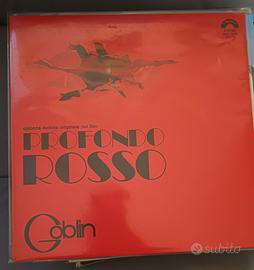 colonna sonora originale del film
PROFONDO
ROSSO
Goblin
subito